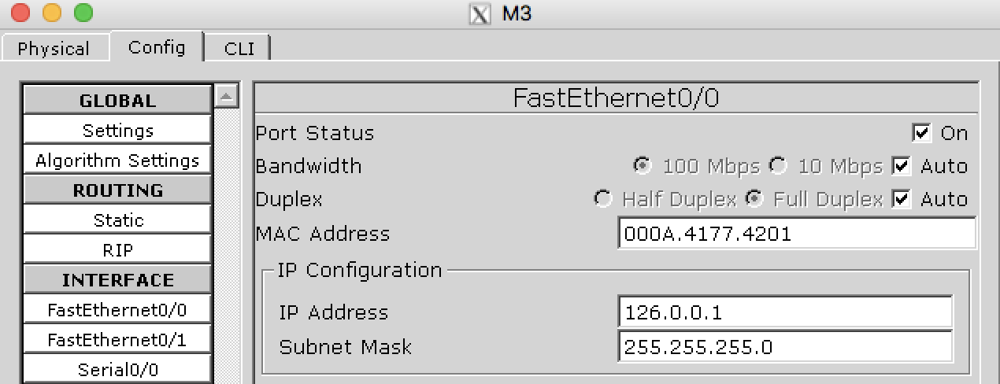 M3
Physical Config CLI
GLOBAL
Settings
Algorithm Settings
ROUTING
Static
RIP
INTERFACE
FastEthernet0/0
FastEthernet0/1
Serial0/0
FastEthernet0/0
Port Status On
Bandwidth 100 Mbps 10 Mbps Auto
Duplex Half Duplex Full Duplex Auto
MAC Address 000A.4177.4201
IP Configuration
IP Address 126.0.0.1
Subnet Mask 255.255.255.0